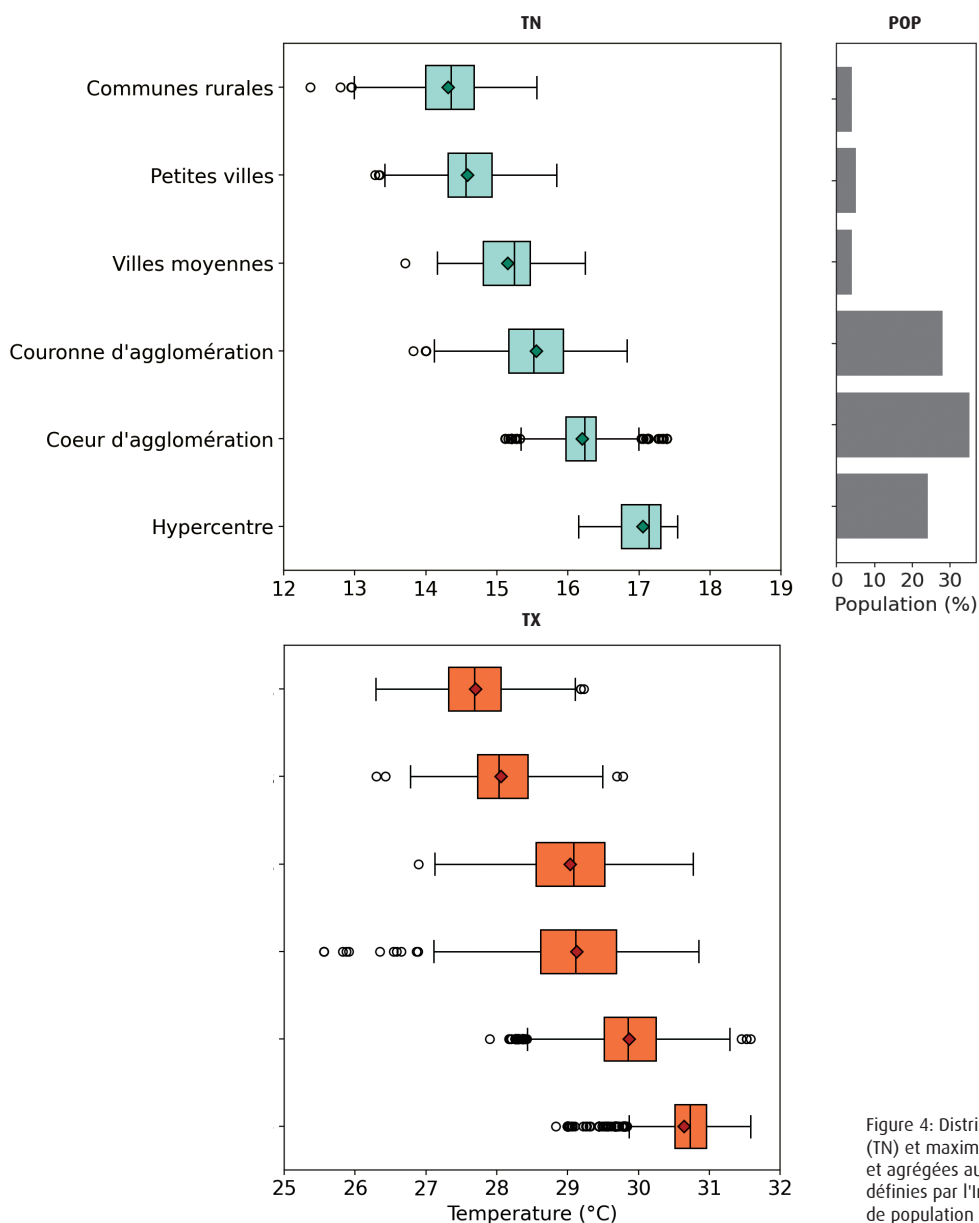 TN
POP
Communes rurales
Petites villes
Villes moyennes
Couronne d'agglomération
Coeur d'agglomération
Hypercentre
12 13 14 15 16 17 18 19
0 10 20 30
Population (%)
TX
25 26 27 28 29 30 31 32
Temperature (°C)
Figure 4: Distri
(TN) et maxim
et agrégées au
définies par l'I
de population